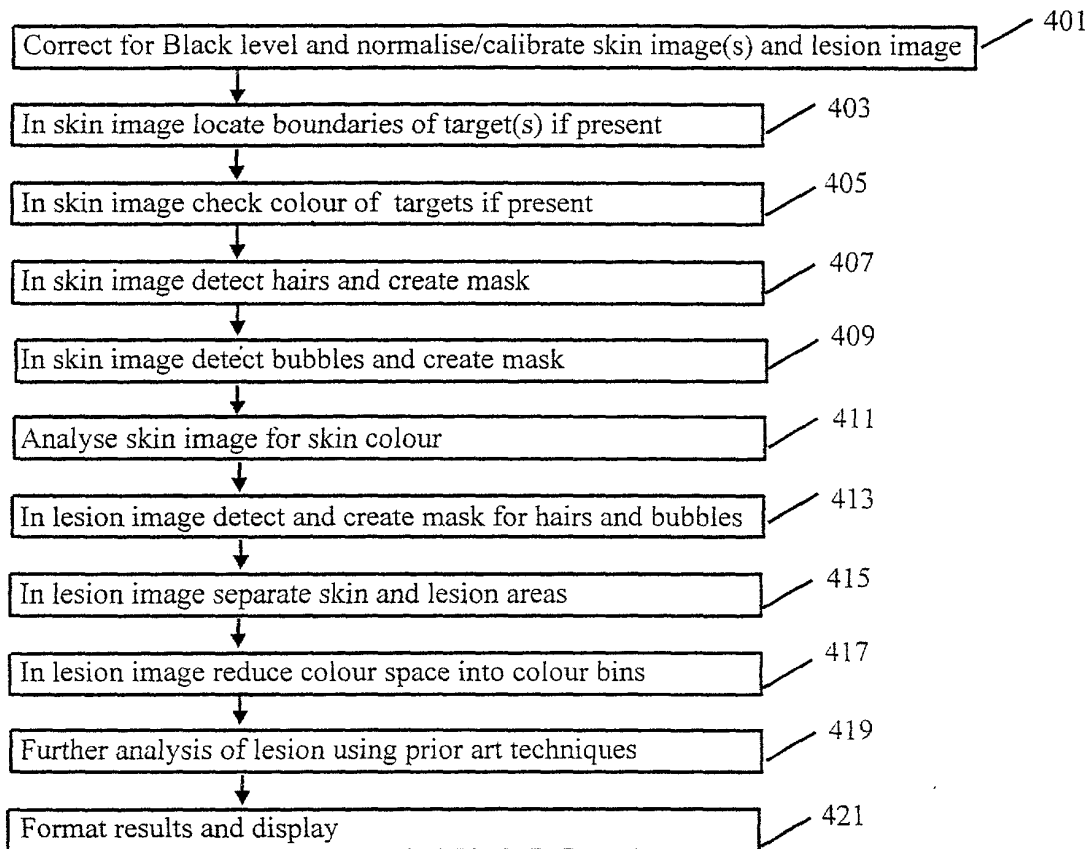 401
Correct for Black level and normalise/calibrate skin image(s) and lesion image
403
In skin image locate boundaries of target(s) if present
405
In skin image check colour of targets if present
407
In skin image detect hairs and create mask
409
In skin image detect bubbles and create mask
411
Analyse skin image for skin colour
413
In lesion image detect and create mask for hairs and bubbles
415
In lesion image separate skin and lesion areas
417
In lesion image reduce colour space into colour bins
419
Further analysis of lesion using prior art techniques
421
Format results and display